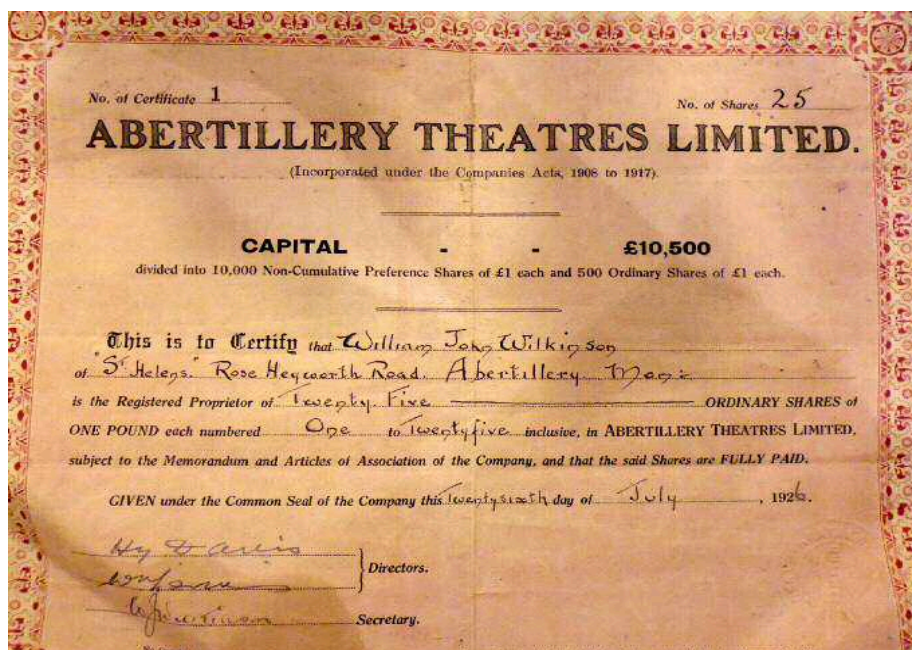 No. of Certificate 1 No. of Shares 25
ABERTILLERY THEATRES LIMITED.
(Incorporated under the Companies Acts, 1908 to 1917).
CAPITAL - - £10,500
divided into 10,000 Non-Cumulative Preference Shares of £1 each and 500 Ordinary Shares of £1 each.
This is to Certify that William John Wilkinson
of "St Helens" Rose Heyworth Road. Abertillery Mon:
is the Registered Proprietor of Twenty Five ORDINARY SHARES of
ONE POUND each numbered One to Twentyfive inclusive, in ABERTILLERY THEATRES LIMITED,
subject to the Memorandum and Articles of Association of the Company, and that the said Shares are FULLY PAID.
GIVEN under the Common Seal of the Company this Twentysixth day of July, 1926.
Hy Davis
Directors.
WJ Wilkinson Secretary.